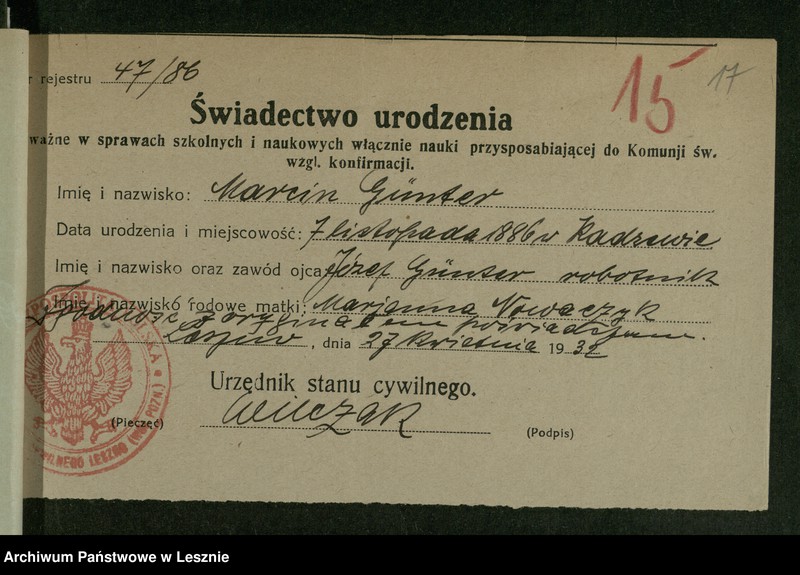 r rejestru 47/86
15 17
Świadectwo urodzenia
ważne w sprawach szkolnych i naukowych włącznie nauki przysposabiającej do Komunji św.
wzgl. konfirmacji.
Imię i nazwisko: Marcin Günter
Data urodzenia i miejscowość: 7 listopada 1886 w Kadzewie
Imię i nazwisko oraz zawód ojca: Józef Günter robotnik
Imię i nazwisko rodowe matki: Marjanna Nowaczyk
Zgodność z oryginałem poświadczam.
, dnia 27 kwietnia 1932
Urzędnik stanu cywilnego.
(Pieczęć) Wilczak (Podpis)
LESZNO (WOJ. POZN.)
Archiwum Państwowe w Lesznie